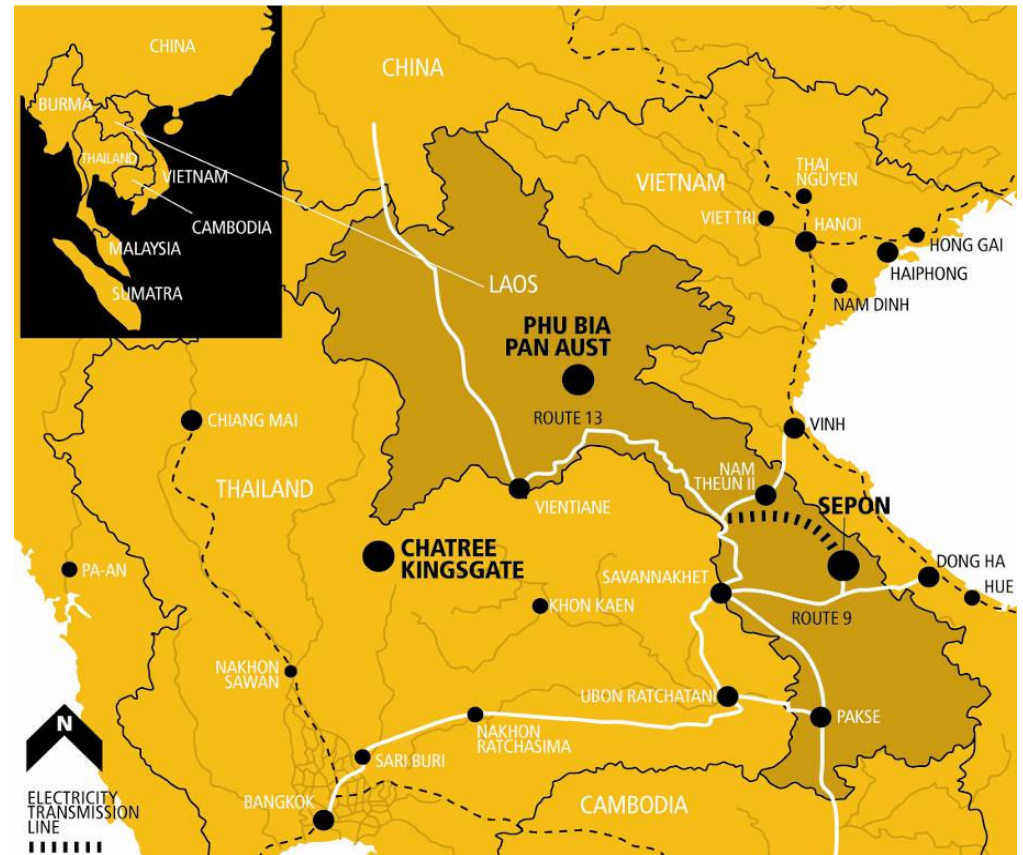 CHINA
BURMA
THAILAND
VIETNAM
CAMBODIA
MALAYSIA
SUMATRA
CHINA
VIETNAM
THAI
NGUYEN
VIET TRI
HANOI
HONG GAI
HAIPHONG
NAM DINH
LAOS
PHU BIA
PAN AUST
ROUTE 13
CHIANG MAI
VINH
THAILAND
NAM
THEUN II
VIENTIANE
SEPON
CHATREE
KINGSGATE
PA-AN
SAVANNAKHET
DONG HA
HUE
KHON KAEN
ROUTE 9
NAKHON
SAWAN
UBON RATCHATANI
PAKSE
N
NAKHON
RATCHASIMA
SARI BURI
ELECTRICITY
TRANSMISSION
LINE
BANGKOK
CAMBODIA